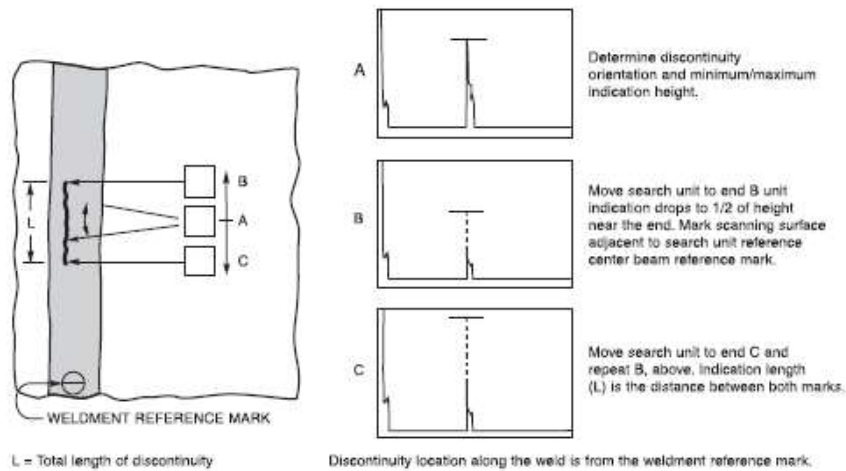 A
Determine discontinuity
orientation and minimum/maximum
indication height.
B
L
A
C
B
Move search unit to end B unit
indication drops to 1/2 of height
near the end. Mark scanning surface
adjacent to search unit reference
center beam reference mark.
C
Move search unit to end C and
repeat B, above. Indication length
(L) is the distance between both marks.
WELDMENT REFERENCE MARK
L = Total length of discontinuity
Discontinuity location along the weld is from the weldment reference mark.